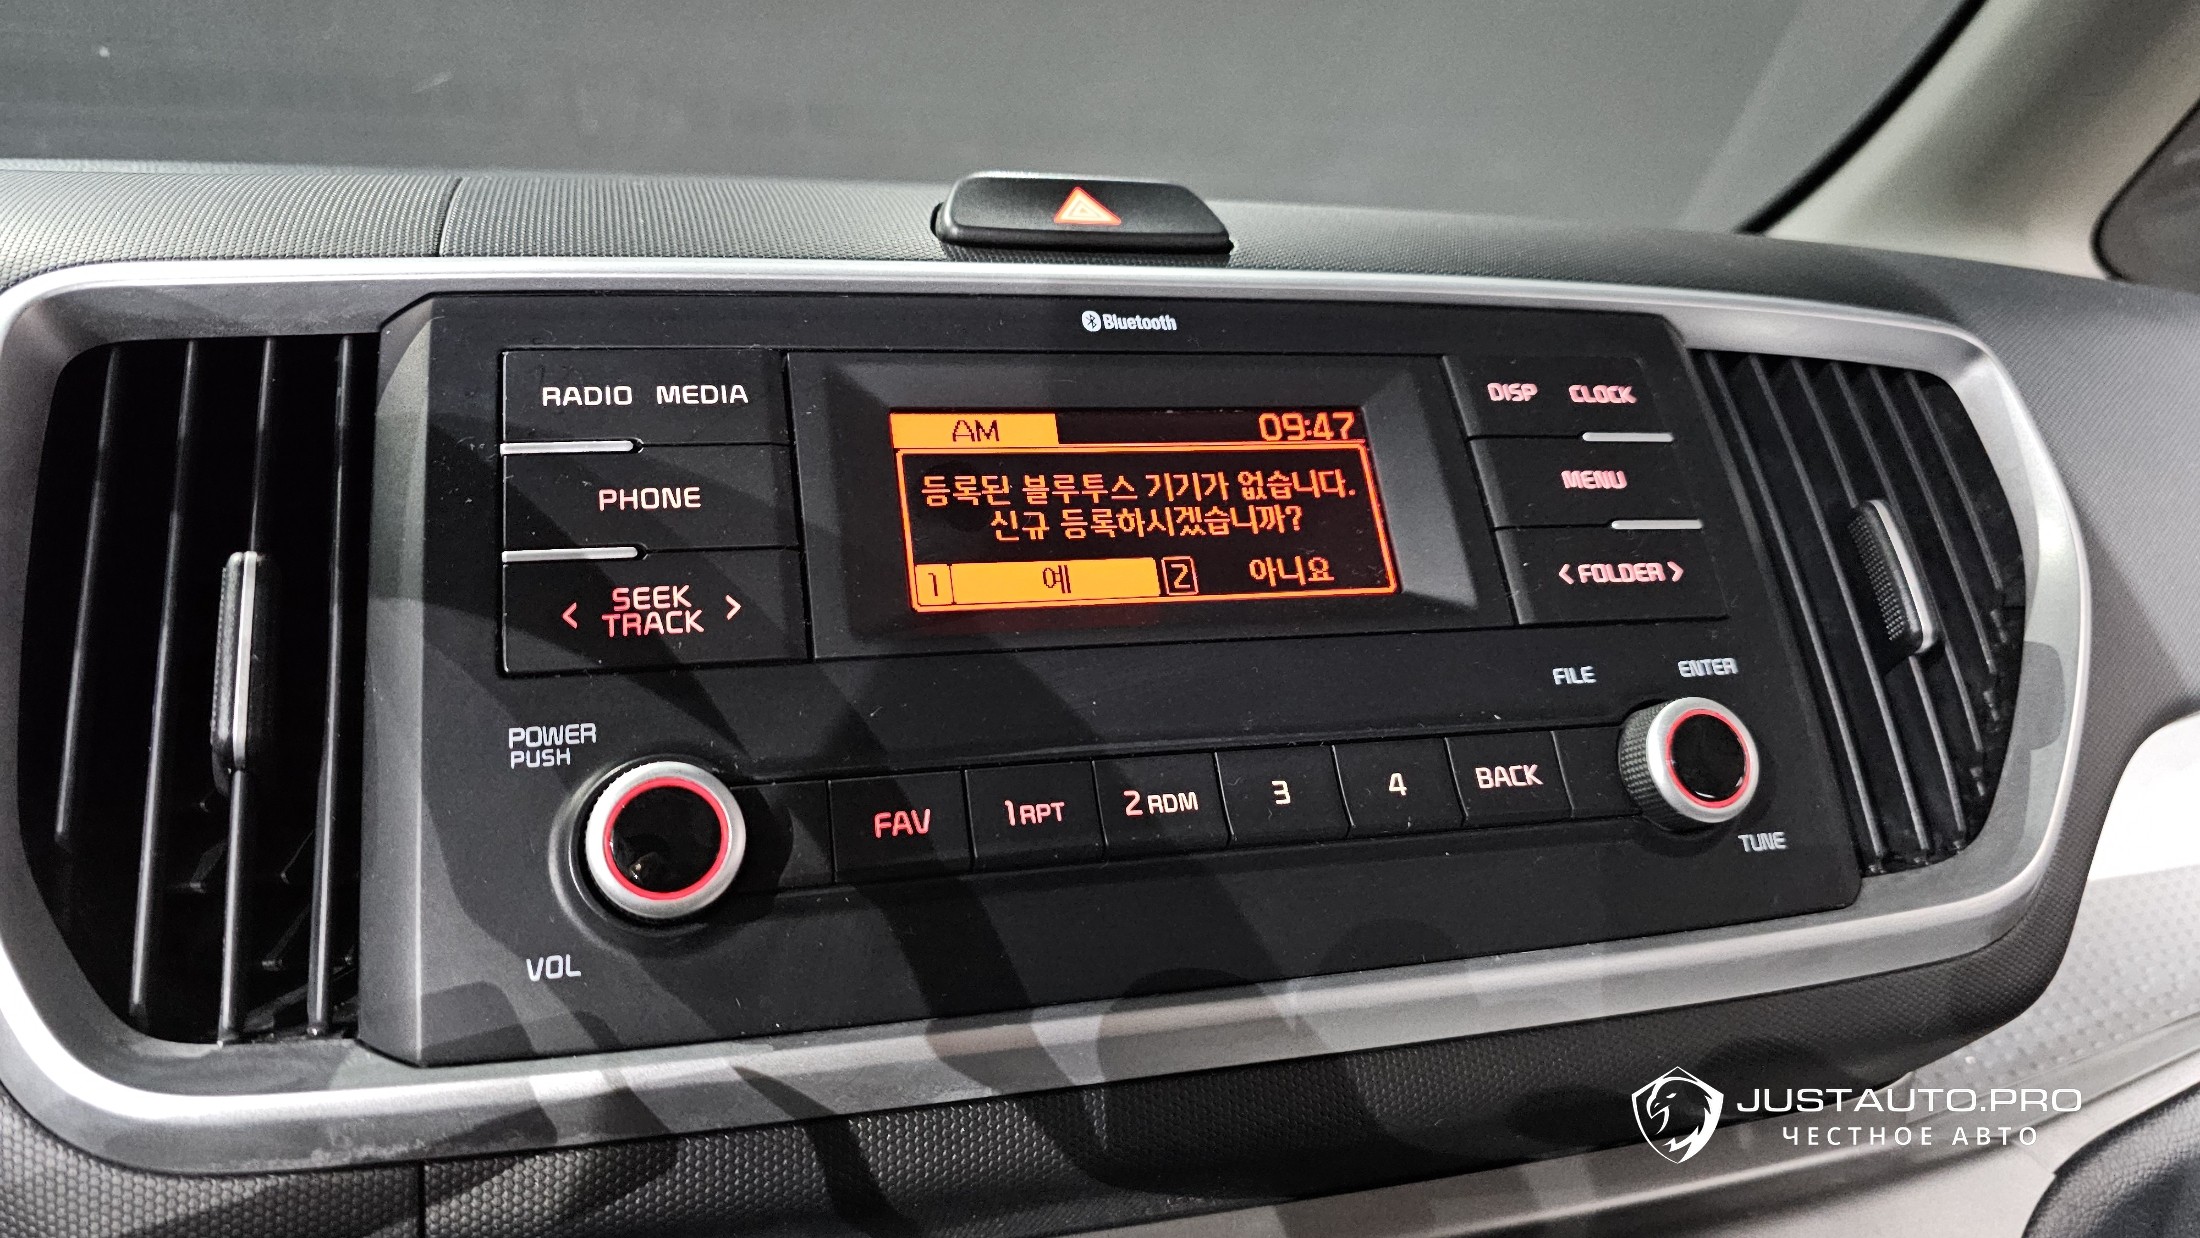 Bluetooth
RADIO MEDIA
PHONE
< SEEK >
TRACK
AM 09:47
등록된 블루투스 기기가 없습니다.
신규 등록하시겠습니까?
1 예 2 아니요
DISP CLOCK
MENU
< FOLDER >
POWER
PUSH
VOL
FAV
1 RPT
2 RDM
3
4
BACK
FILE
ENTER
TUNE
JUSTAUTO.PRO
ЧЕСТНОЕ АВТО